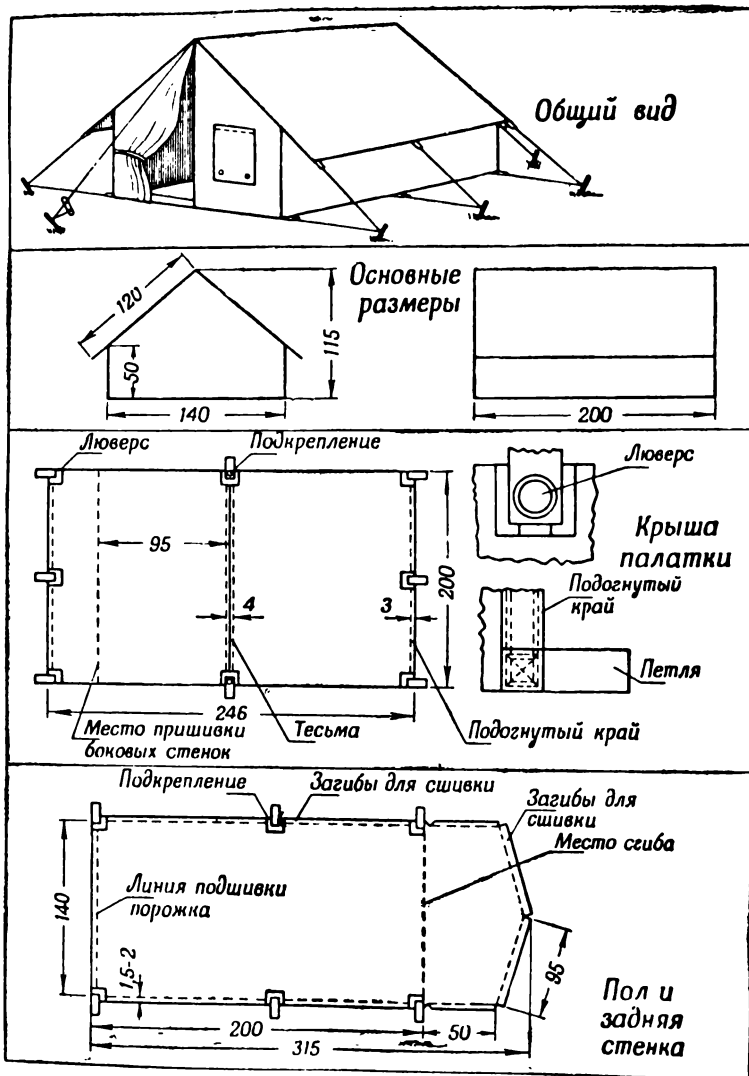 Общий вид
Основные
размеры
120
50
115
140
200
Люверс
Подкрепление
Люверс
95
Крыша
палатки
200
Подогнутый
край
4
3
Петля
246
Место пришивки
боковых стенок
Тесьма
Подогнутый край
Подкрепление
Загибы для сшивки
Загибы для
сшивки
Место сгиба
140
Линия подшивки
порожка
1,5-2
95
Пол и
задняя
стенка
200
50
315